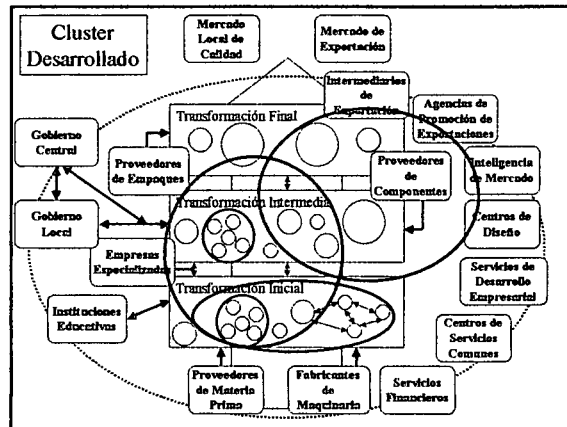 Cluster
Desarrollado
Mercado
Local de
Calidad
Mercado de
Exportación
Intermediarios
de
Exportación
Agencias de
Promoción de
Exportaciones
Transformación Final
Gobierno
Central
Proveedores
de Empaques
Proveedores
de
Componentes
Inteligencia
de Mercado
Transformación Intermedia
Gobierno
Local
Centros de
Diseño
Empresas
Especializadas
Servicios de
Desarrollo
Empresarial
Transformación Inicial
Instituciones
Educativas
Centros de
Servicios
Comunes
Proveedores
de Materia
Prima
Fabricantes
de
Maquinaria
Servicios
Financieros